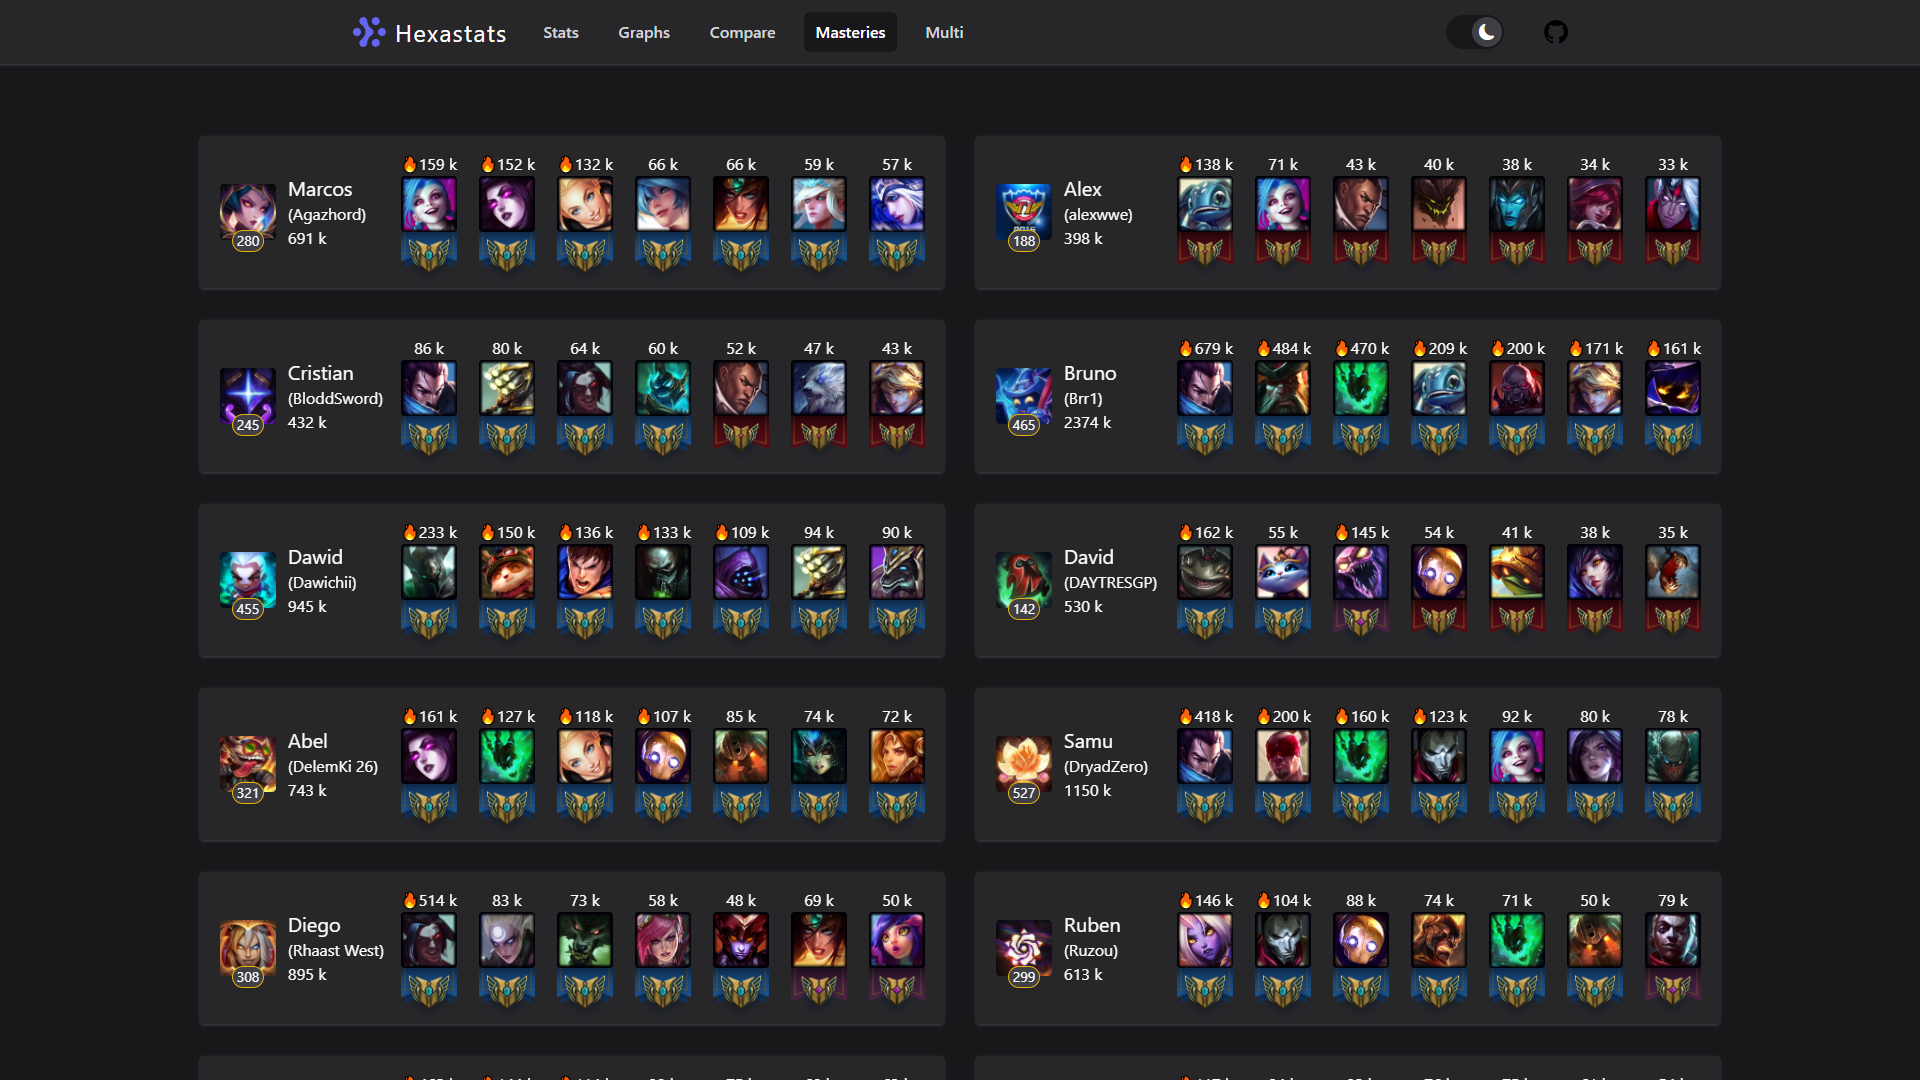 Hexastats
Stats
Graphs
Compare
Masteries
Multi
Marcos
(Agazhord)
691 k
280
159 k
152 k
132 k
66 k
66 k
59 k
57 k
Alex
(alexwwe)
398 k
188
138 k
71 k
43 k
40 k
38 k
34 k
33 k
Cristian
(BloddSword)
432 k
245
86 k
80 k
64 k
60 k
52 k
47 k
43 k
Bruno
(Brr1)
2374 k
465
679 k
484 k
470 k
209 k
200 k
171 k
161 k
Dawid
(Dawichii)
945 k
455
233 k
150 k
136 k
133 k
109 k
94 k
90 k
David
(DAYTRESGP)
530 k
142
162 k
55 k
145 k
54 k
41 k
38 k
35 k
Abel
(DelemKi 26)
743 k
321
161 k
127 k
118 k
107 k
85 k
74 k
72 k
Samu
(DryadZero)
1150 k
527
418 k
200 k
160 k
123 k
92 k
80 k
78 k
Diego
(Rhaast West)
895 k
308
514 k
83 k
73 k
58 k
48 k
69 k
50 k
Ruben
(Ruzou)
613 k
299
146 k
104 k
88 k
74 k
71 k
50 k
79 k